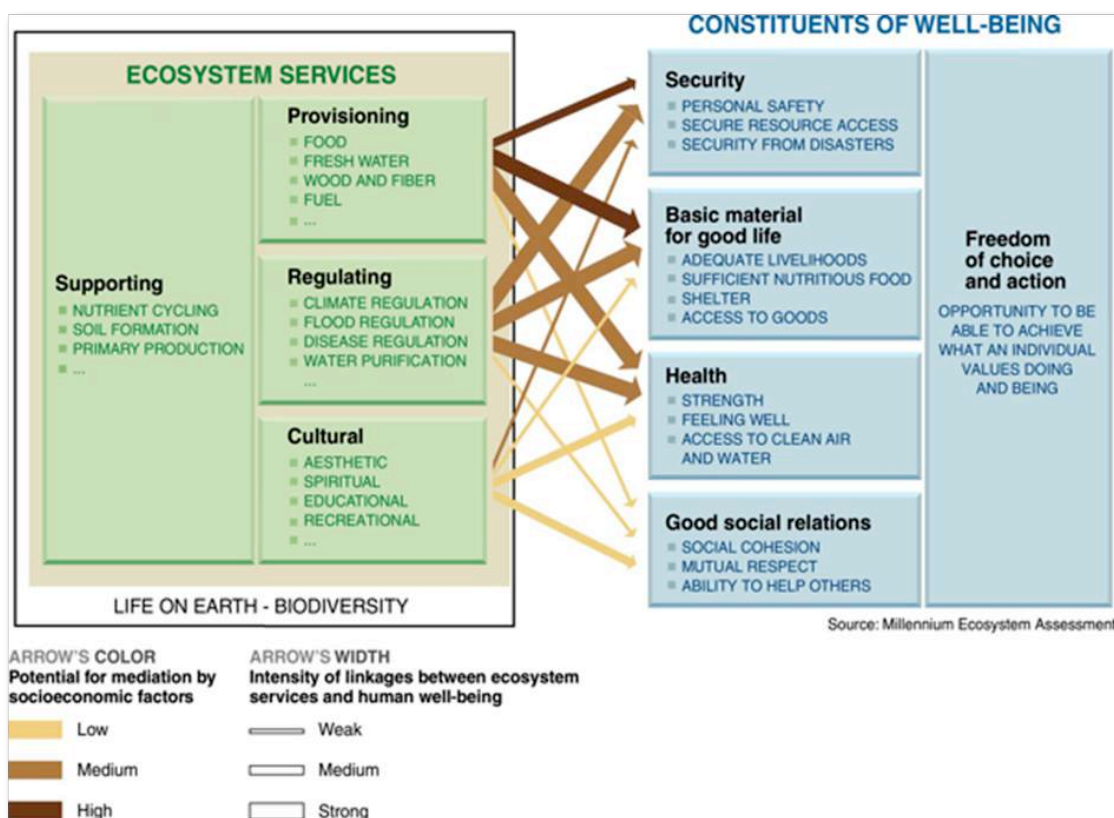 CONSTITUENTS OF WELL-BEING
ECOSYSTEM SERVICES
Supporting
NUTRIENT CYCLING
SOIL FORMATION
PRIMARY PRODUCTION
...
Provisioning
FOOD
FRESH WATER
WOOD AND FIBER
FUEL
...
Regulating
CLIMATE REGULATION
FLOOD REGULATION
DISEASE REGULATION
WATER PURIFICATION
...
Cultural
AESTHETIC
SPIRITUAL
EDUCATIONAL
RECREATIONAL
...
LIFE ON EARTH - BIODIVERSITY
Security
PERSONAL SAFETY
SECURE RESOURCE ACCESS
SECURITY FROM DISASTERS
Basic material
for good life
ADEQUATE LIVELIHOODS
SUFFICIENT NUTRITIOUS FOOD
SHELTER
ACCESS TO GOODS
Health
STRENGTH
FEELING WELL
ACCESS TO CLEAN AIR
AND WATER
Good social relations
SOCIAL COHESION
MUTUAL RESPECT
ABILITY TO HELP OTHERS
Freedom
of choice
and action
OPPORTUNITY TO BE
ABLE TO ACHIEVE
WHAT AN INDIVIDUAL
VALUES DOING
AND BEING
Source: Millennium Ecosystem Assessment
ARROW'S COLOR
Potential for mediation by
socioeconomic factors
Low
Medium
High
ARROW'S WIDTH
Intensity of linkages between ecosystem
services and human well-being
Weak
Medium
Strong